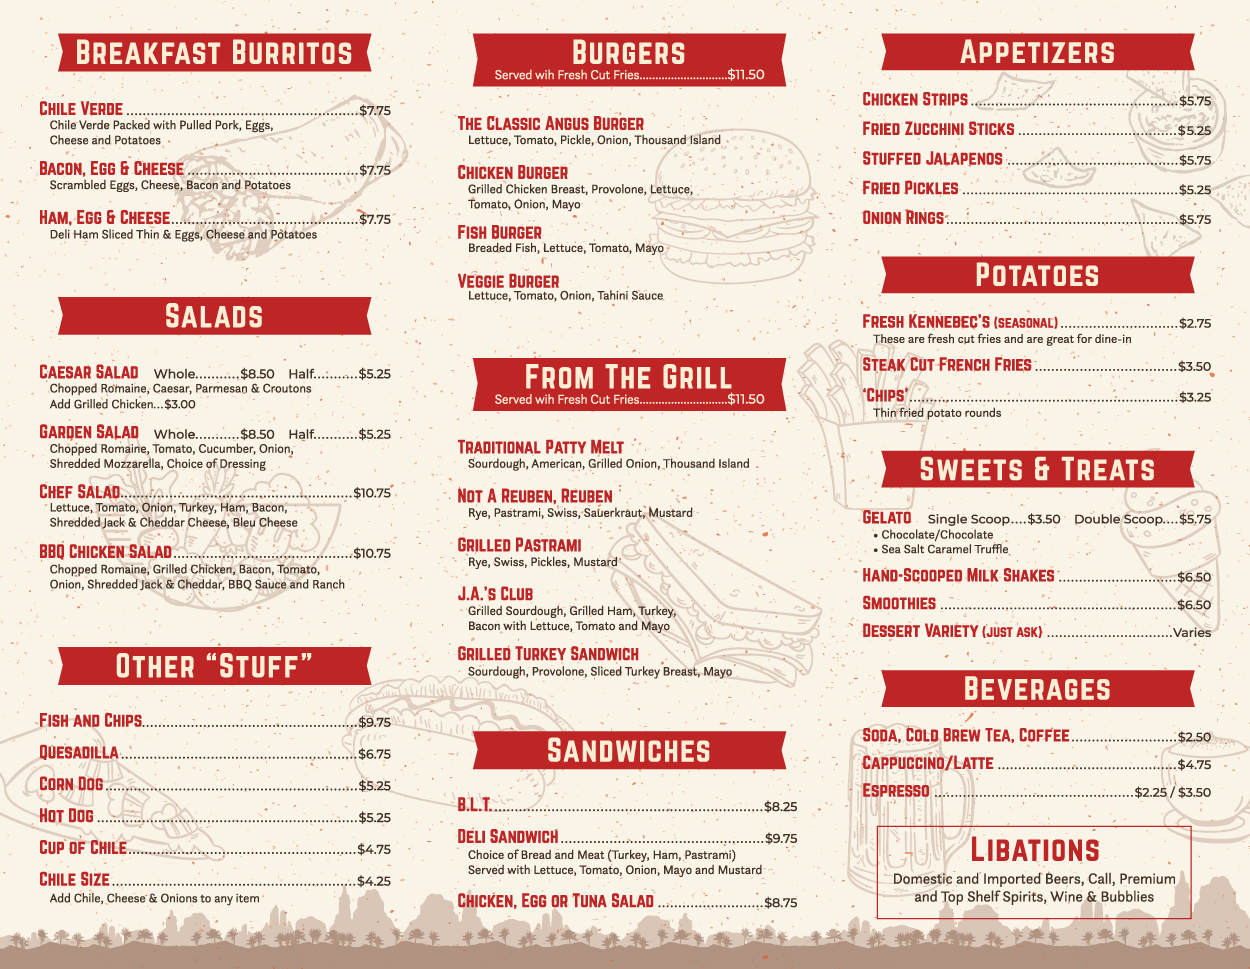 BREAKFAST BURRITOS
CHILE VERDE $7.75
Chile Verde Packed with Pulled Pork, Eggs,
Cheese and Potatoes
BACON, EGG & CHEESE $7.75
Scrambled Eggs, Cheese, Bacon and Potatoes
HAM, EGG & CHEESE $7.75
Deli Ham Sliced Thin & Eggs, Cheese and Potatoes
SALADS
CAESAR SALAD Whole..........$8.50 Half..........$5.25
Chopped Romaine, Caesar, Parmesan & Croutons
Add Grilled Chicken...$3.00
GARDEN SALAD Whole..........$8.50 Half..........$5.25
Chopped Romaine, Tomato, Cucumber, Onion,
Shredded Mozzarella, Choice of Dressing
CHEF SALAD $10.75
Lettuce, Tomato, Onion, Turkey, Ham, Bacon,
Shredded Jack & Cheddar Cheese, Bleu Cheese
BBQ CHICKEN SALAD $10.75
Chopped Romaine, Grilled Chicken, Bacon, Tomato,
Onion, Shredded Jack & Cheddar, BBQ Sauce and Ranch
OTHER “STUFF”
FISH AND CHIPS $9.75
QUESADILLA $6.75
CORN DOG $5.25
HOT DOG $5.25
CUP OF CHILE $4.75
CHILE SIZE $4.25
Add Chile, Cheese & Onions to any item
BURGERS
Served wih Fresh Cut Fries $11.50
THE CLASSIC ANGUS BURGER
Lettuce, Tomato, Pickle, Onion, Thousand Island
CHICKEN BURGER
Grilled Chicken Breast, Provolone, Lettuce,
Tomato, Onion, Mayo
FISH BURGER
Breaded Fish, Lettuce, Tomato, Mayo
VEGGIE BURGER
Lettuce, Tomato, Onion, Tahini Sauce
FROM THE GRILL
Served wih Fresh Cut Fries $11.50
TRADITIONAL PATTY MELT
Sourdough, American, Grilled Onion, Thousand Island
NOT A REUBEN, REUBEN
Rye, Pastrami, Swiss, Sauerkraut, Mustard
GRILLED PASTRAMI
Rye, Swiss, Pickles, Mustard
J.A.'S CLUB
Grilled Sourdough, Grilled Ham, Turkey,
Bacon with Lettuce, Tomato and Mayo
GRILLED TURKEY SANDWICH
Sourdough, Provolone, Sliced Turkey Breast, Mayo
SANDWICHES
B.L.T. $8.25
DELI SANDWICH $9.75
Choice of Bread and Meat (Turkey, Ham, Pastrami)
Served with Lettuce, Tomato, Onion, Mayo and Mustard
CHICKEN, EGG OR TUNA SALAD $8.75
APPETIZERS
CHICKEN STRIPS $5.75
FRIED ZUCCHINI STICKS $5.25
STUFFED JALAPENOS $5.75
FRIED PICKLES $5.25
ONION RINGS $5.75
POTATOES
FRESH KENNEBEC'S (SEASONAL) $2.75
These are fresh cut fries and are great for dine-in
STEAK CUT FRENCH FRIES $3.50
‘CHIPS’ $3.25
Thin fried potato rounds
SWEETS & TREATS
GELATO Single Scoop....$3.50 Double Scoop....$5.75
• Chocolate/Chocolate
• Sea Salt Caramel Truffle
HAND-SCOOPED MILK SHAKES $6.50
SMOOTHIES $6.50
DESSERT VARIETY (JUST ASK) Varies
BEVERAGES
SODA, COLD BREW TEA, COFFEE $2.50
CAPPUCCINO/LATTE $4.75
ESPRESSO $2.25 / $3.50
LIBATIONS
Domestic and Imported Beers, Call, Premium
and Top Shelf Spirits, Wine & Bubblies